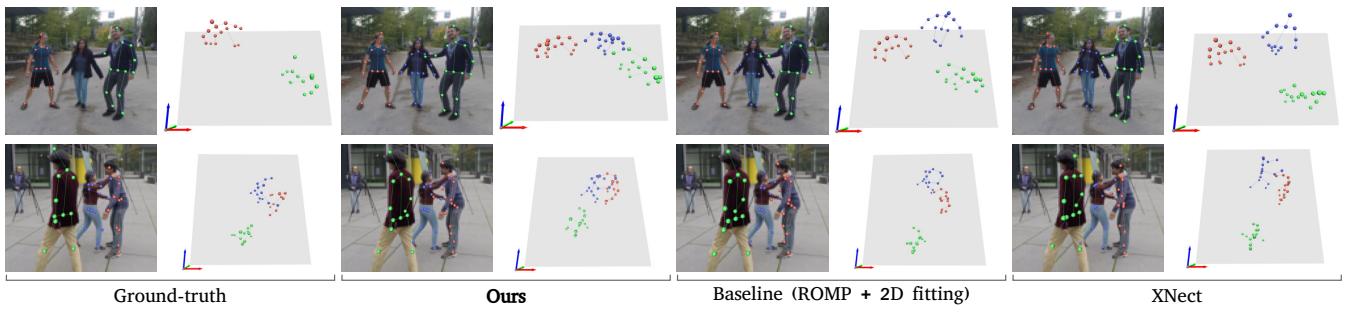 Ground-truth
Ours
Baseline (ROMP + 2D fitting)
XNect